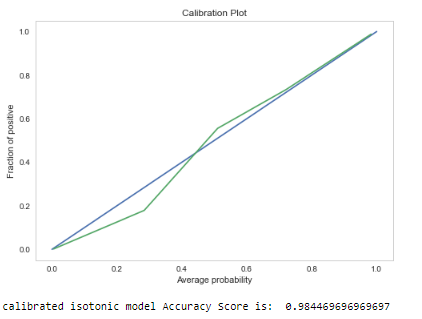 Calibration Plot
1.0
0.8
0.6
0.4
0.2
0.0
Fraction of positive
0.0 0.2 0.4 0.6 0.8 1.0
Average probability
calibrated isotonic model Accuracy Score is: 0.984469696969697